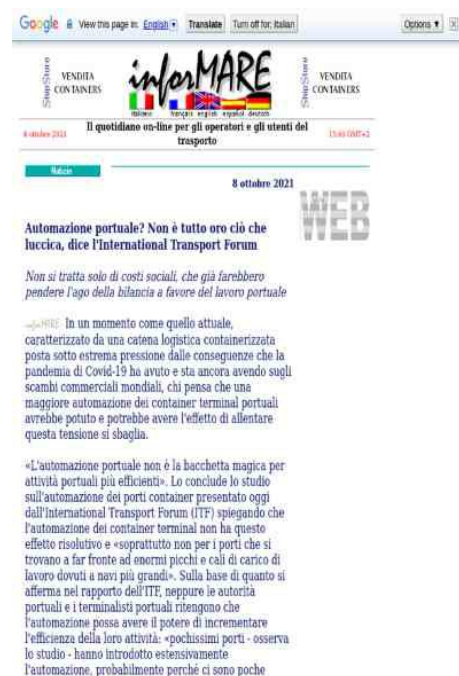 Google View this page in: English Translate Turn off for: Italian Options
ShipStore
VENDITA
CONTAINERS
inforMARE
italiano français english español deutsch
ShipStore
VENDITA
CONTAINERS
8 ottobre 2021
Il quotidiano on-line per gli operatori e gli utenti del
trasporto
GMT+2
Notizie
8 ottobre 2021
WEB
Automazione portuale? Non è tutto oro ciò che
luccica, dice l'International Transport Forum
Non si tratta solo di costi sociali, che già farebbero
pendere l'ago della bilancia a favore del lavoro portuale
inforMARE In un momento come quello attuale,
caratterizzato da una catena logistica containerizzata
posta sotto estrema pressione dalle conseguenze che la
pandemia di Covid-19 ha avuto e sta ancora avendo sugli
scambi commerciali mondiali, chi pensa che una
maggiore automazione dei container terminal portuali
avrebbe potuto e potrebbe avere l'effetto di allentare
questa tensione si sbaglia.
«L'automazione portuale non è la bacchetta magica per
attività portuali più efficienti». Lo conclude lo studio
sull'automazione dei porti container presentato oggi
dall'International Transport Forum (ITF) spiegando che
l'automazione dei container terminal non ha questo
effetto risolutivo e «soprattutto non per i porti che si
trovano a far fronte ad enormi picchi e cali di carico di
lavoro dovuti a navi più grandi». Sulla base di quanto si
afferma nel rapporto dell'ITF, neppure le autorità
portuali e i terminalisti portuali ritengono che
l'automazione possa avere il potere di incrementare
l'efficienza della loro attività: «pochissimi porti - osserva
lo studio - hanno introdotto estensivamente
l'automazione, probabilmente perché ci sono poche